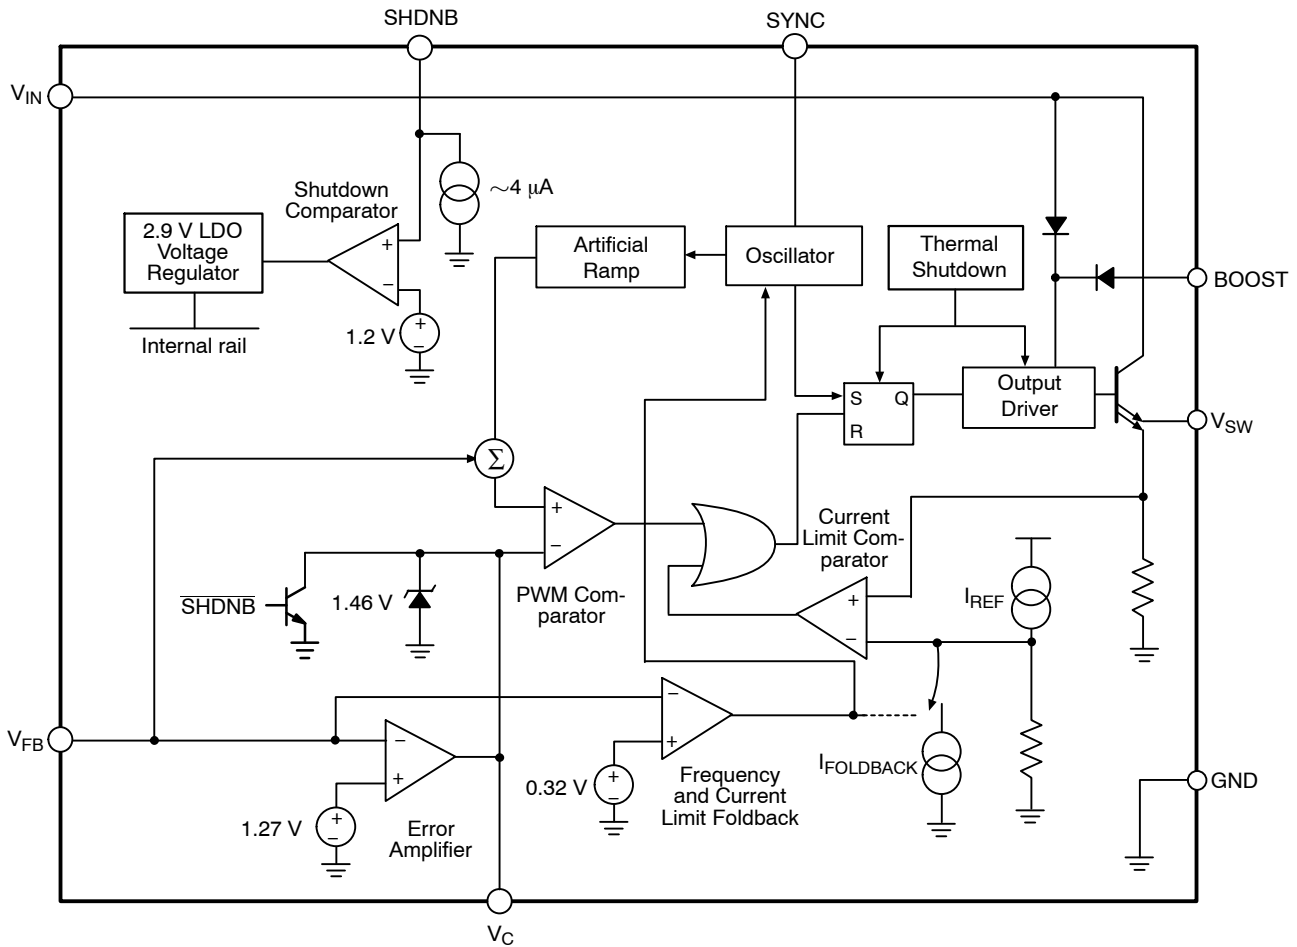 SHDNB
SYNC
V_IN
Shutdown
Comparator
~4 μA
2.9 V LDO
Voltage
Regulator
+
−
1.2 V
+
−
Internal rail
Artificial
Ramp
Oscillator
Thermal
Shutdown
BOOST
S
Q
R
Output
Driver
V_SW
Σ
+
−
PWM Com-
parator
Current
Limit Com-
parator
+
−
I_REF
SHDNB
1.46 V
V_FB
−
+
1.27 V
+
−
Error
Amplifier
−
+
0.32 V
+
−
Frequency
and Current
Limit Foldback
I_FOLDBACK
GND
V_C